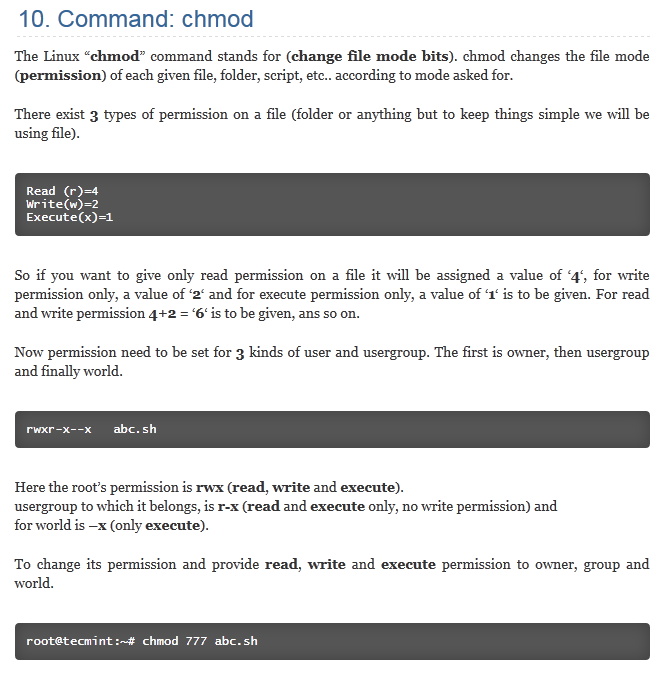 10. Command: chmod
The Linux “chmod” command stands for (change file mode bits). chmod changes the file mode
(permission) of each given file, folder, script, etc.. according to mode asked for.
There exist 3 types of permission on a file (folder or anything but to keep things simple we will be
using file).
Read (r)=4
Write(w)=2
Execute(x)=1
So if you want to give only read permission on a file it will be assigned a value of ‘4‘, for write
permission only, a value of ‘2‘ and for execute permission only, a value of ‘1‘ is to be given. For read
and write permission 4+2 = ‘6‘ is to be given, ans so on.
Now permission need to be set for 3 kinds of user and usergroup. The first is owner, then usergroup
and finally world.
rwxr-x--x   abc.sh
Here the root’s permission is rwx (read, write and execute).
usergroup to which it belongs, is r-x (read and execute only, no write permission) and
for world is –x (only execute).
To change its permission and provide read, write and execute permission to owner, group and
world.
root@tecmint:~# chmod 777 abc.sh